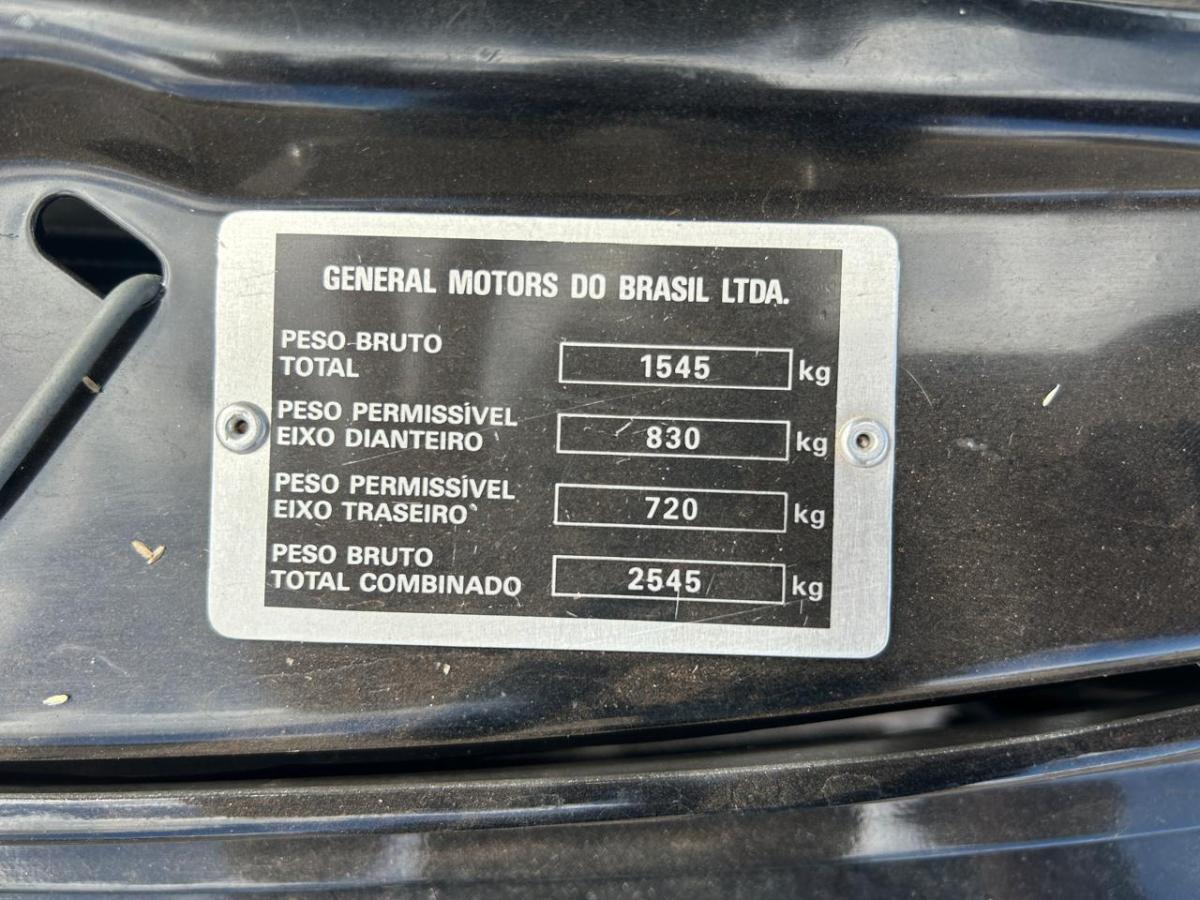 GENERAL MOTORS DO BRASIL LTDA.
PESO BRUTO
TOTAL 1545 kg
PESO PERMISSÍVEL
EIXO DIANTEIRO 830 kg
PESO PERMISSÍVEL
EIXO TRASEIRO 720 kg
PESO BRUTO
TOTAL COMBINADO 2545 kg